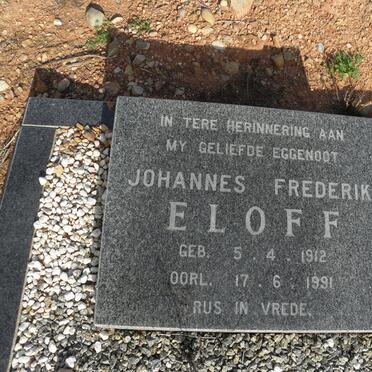 IN TERE HERINNERING AAN
MY GELIEFDE EGGENOOT
JOHANNES FREDERIK
ELOFF
GEB. 5.4.1912
OORL. 17.6.1991
RUS IN VREDE.